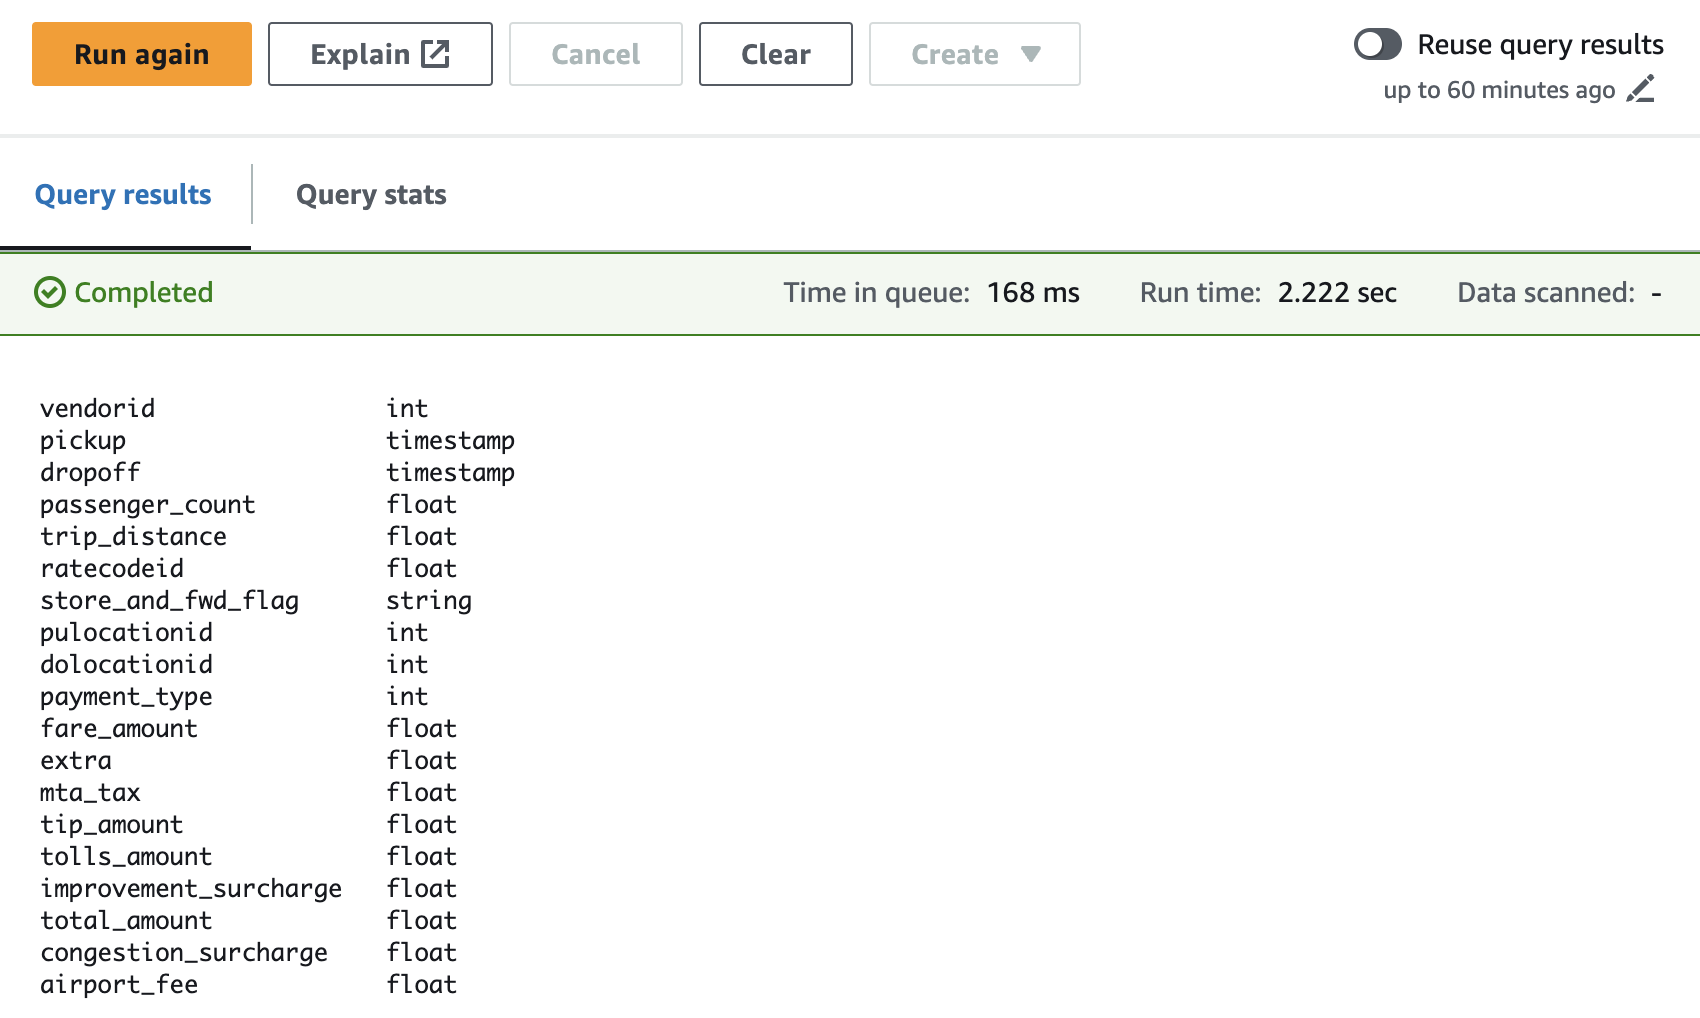 Run again Explain Cancel Clear Create Reuse query results
up to 60 minutes ago
Query results Query stats
Completed Time in queue: 168 ms Run time: 2.222 sec Data scanned: -
vendorid int
pickup timestamp
dropoff timestamp
passenger_count float
trip_distance float
ratecodeid float
store_and_fwd_flag string
pulocationid int
dolocationid int
payment_type int
fare_amount float
extra float
mta_tax float
tip_amount float
tolls_amount float
improvement_surcharge float
total_amount float
congestion_surcharge float
airport_fee float